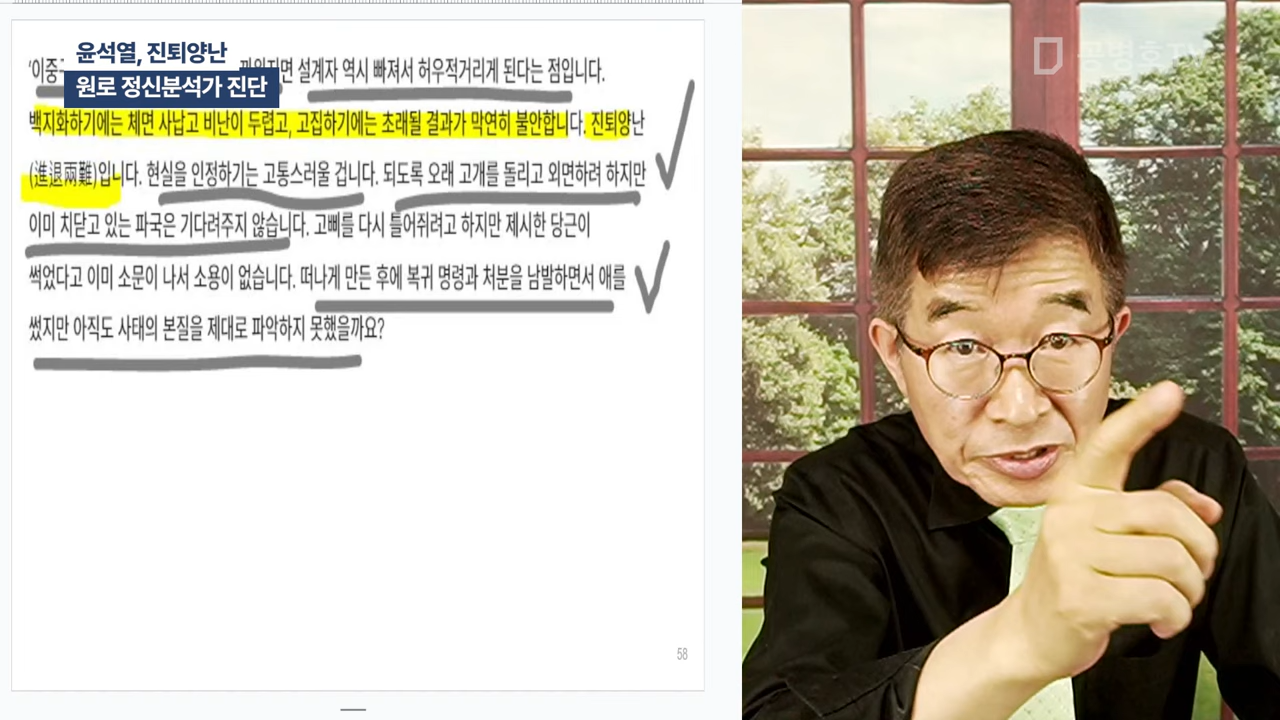 윤석열, 진퇴양난
원로 정신분석가 진단
설계자 역시 빠져서 허우적거리게 된다는 점입니다.
백지화하기에는 체면 사납고 비난이 두렵고, 고집하기에는 초래될 결과가 막연히 불안합니다. 진퇴양난
(進退兩難)입니다. 현실을 인정하기는 고통스러울 겁니다. 되도록 오래 고개를 돌리고 외면하려 하지만
이미 치닫고 있는 파국은 기다려주지 않습니다. 고삐를 다시 틀어쥐려고 하지만 제시한 당근이
썩었다고 이미 소문이 나서 소용이 없습니다. 떠나게 만든 후에 복귀 명령과 처분을 남발하면서 애를
썼지만 아직도 사태의 본질을 제대로 파악하지 못했을까요?
58